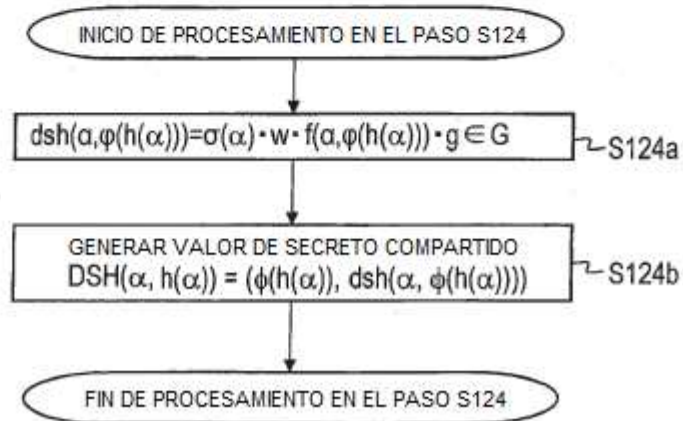 INICIO DE PROCESAMIENTO EN EL PASO S124
dsh(α,φ(h(α)))=σ(α)•w•f(α,φ(h(α)))•g∈G
S124a
GENERAR VALOR DE SECRETO COMPARTIDO
DSH(α, h(α)) = (ϕ(h(α)), dsh(α, ϕ(h(α))))
S124b
FIN DE PROCESAMIENTO EN EL PASO S124